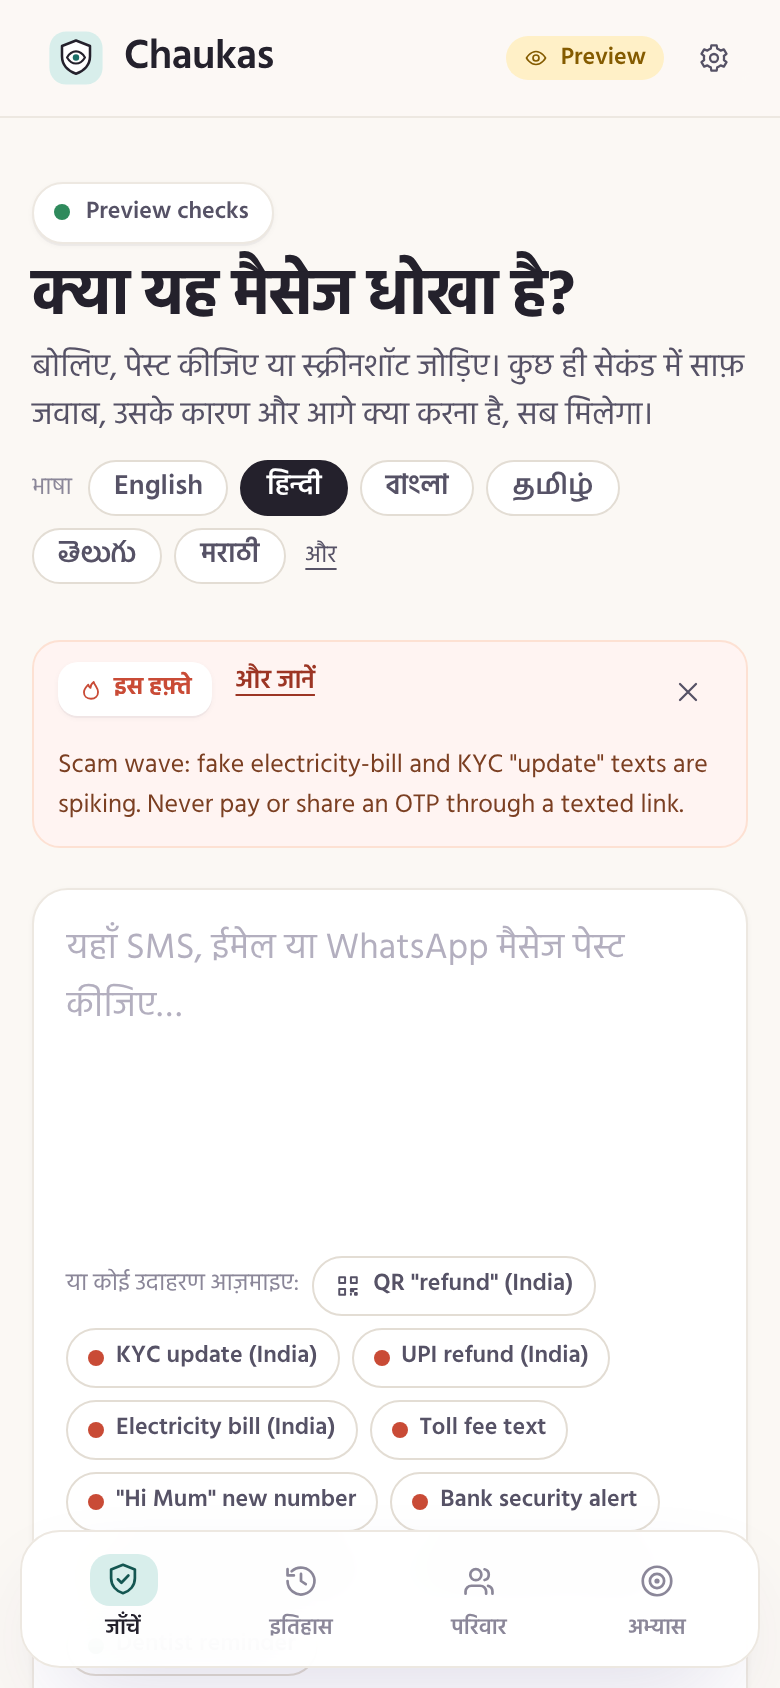 Chaukas
Preview
Preview checks
क्या यह मैसेज धोखा है?
बोलिए, पेस्ट कीजिए या स्क्रीनशॉट जोड़िए। कुछ ही सेकंड में साफ़
जवाब, उसके कारण और आगे क्या करना है, सब मिलेगा।
भाषा English हिन्दी বাংলা தமிழ்
తెలుగు मराठी और
इस हफ़्ते और जानें
Scam wave: fake electricity-bill and KYC "update" texts are
spiking. Never pay or share an OTP through a texted link.
यहाँ SMS, ईमेल या WhatsApp मैसेज पेस्ट
कीजिए...
या कोई उदाहरण आज़माइए: QR "refund" (India)
KYC update (India) UPI refund (India)
Electricity bill (India) Toll fee text
"Hi Mum" new number Bank security alert
जाँचें इतिहास परिवार अभ्यास